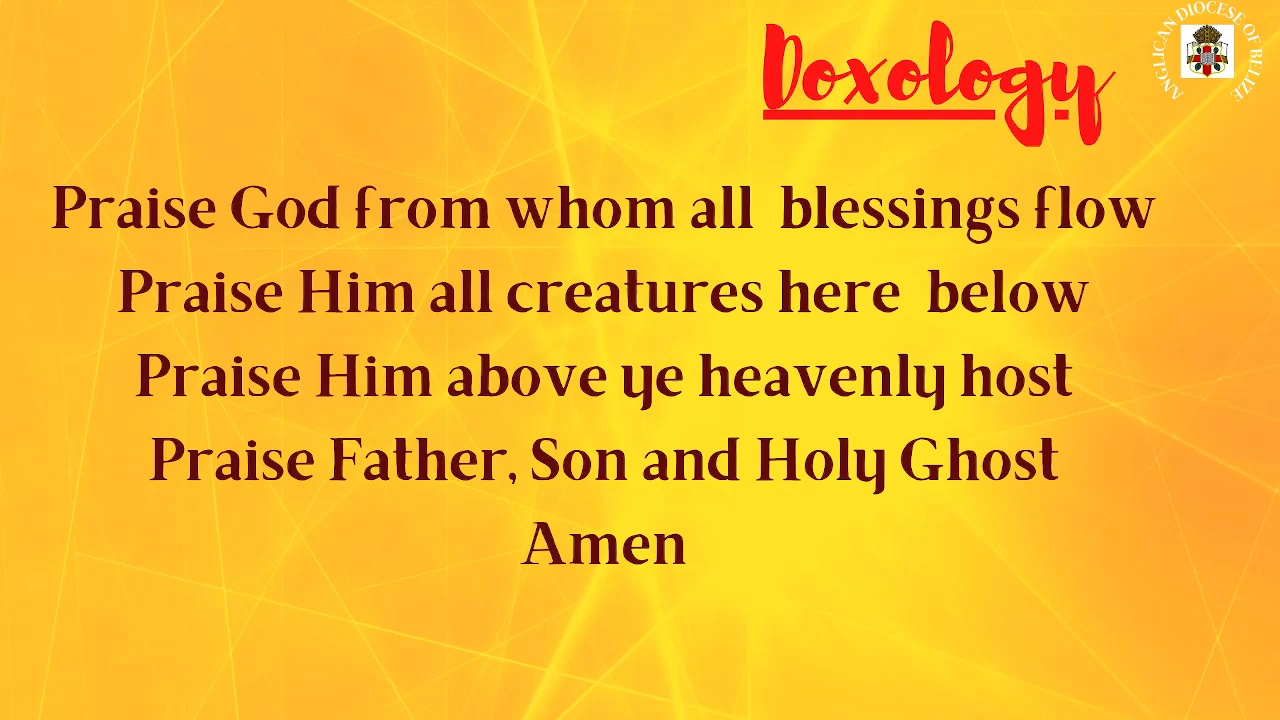 Doxology
ANGLICAN DIOCESE OF BELIZE
Praise God from whom all blessings flow
Praise Him all creatures here below
Praise Him above ye heavenly host
Praise Father, Son and Holy Ghost
Amen